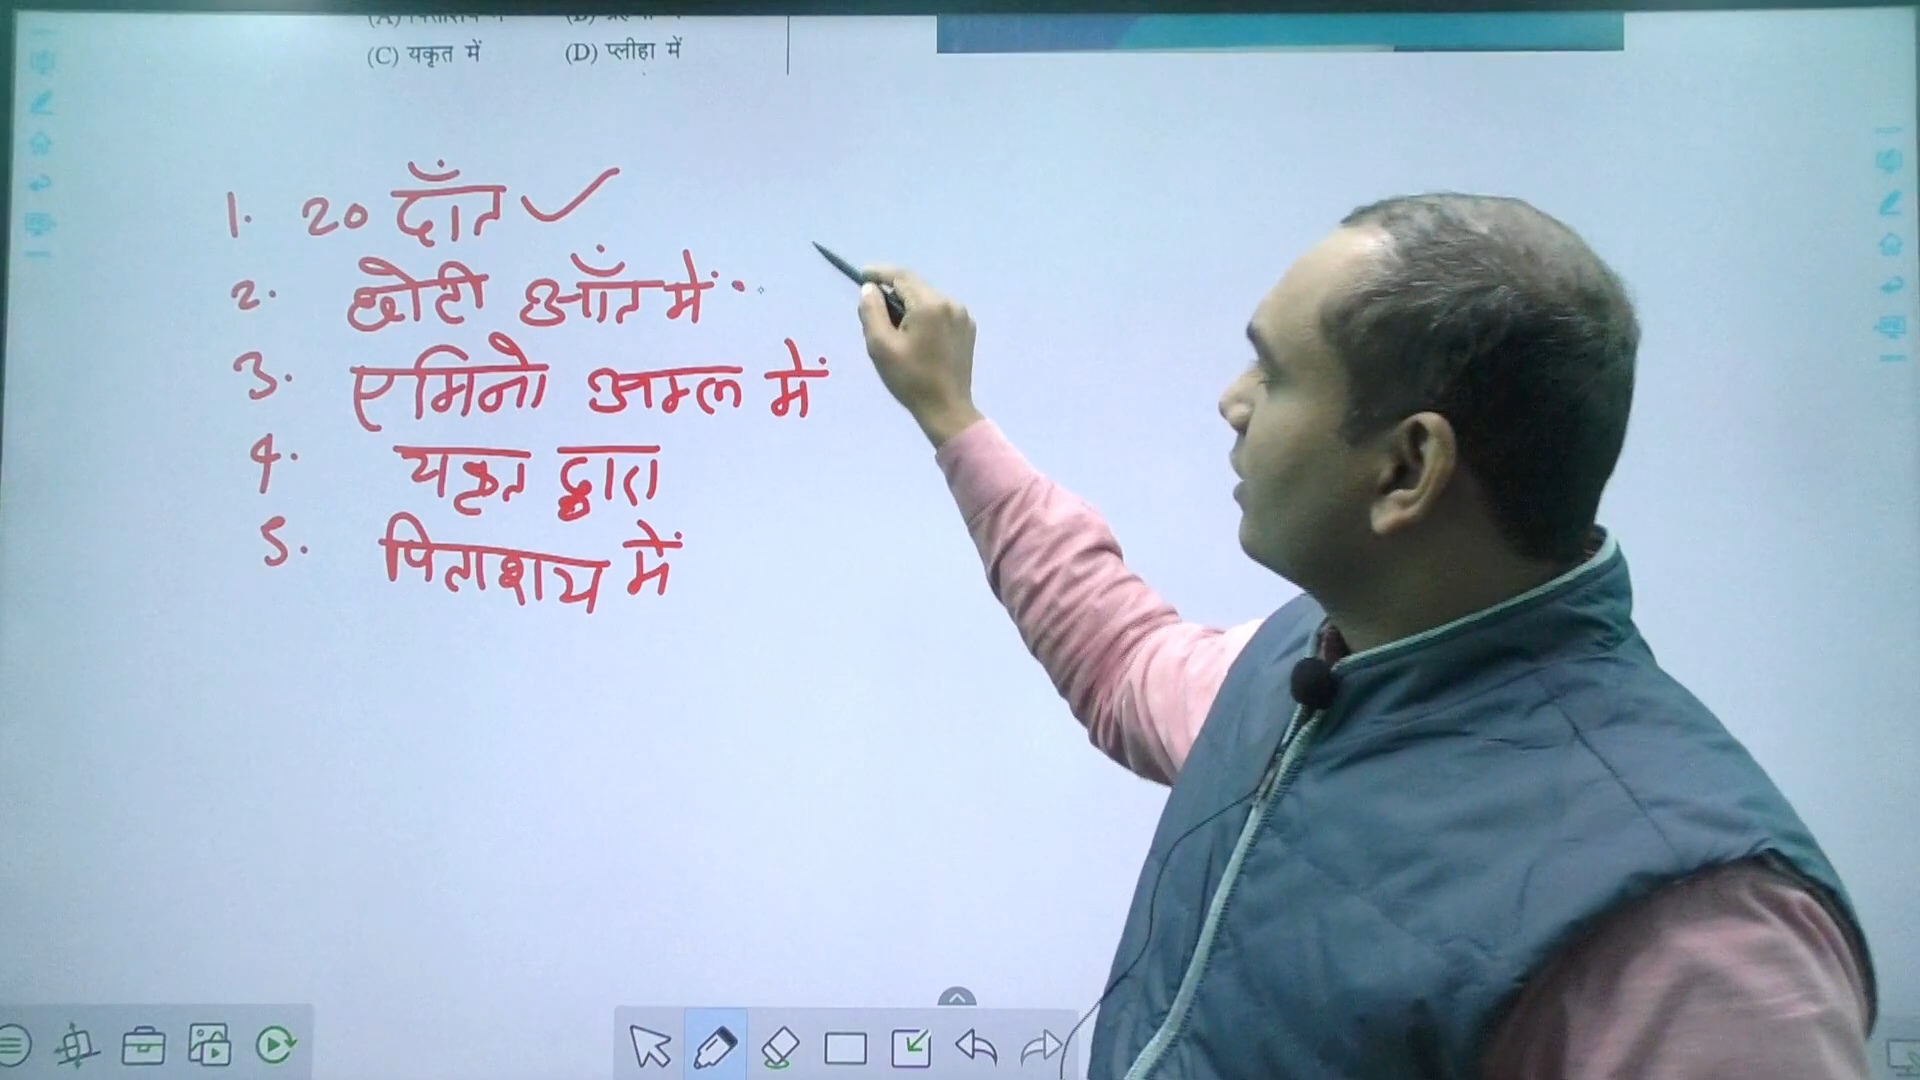 (C) यकृत में (D) प्लीहा में
1. 20 दाँत ✓
2. छोटी आँत में .
3. एमिनो अम्ल में
4. यकृत द्वारा
5. पिताशय में